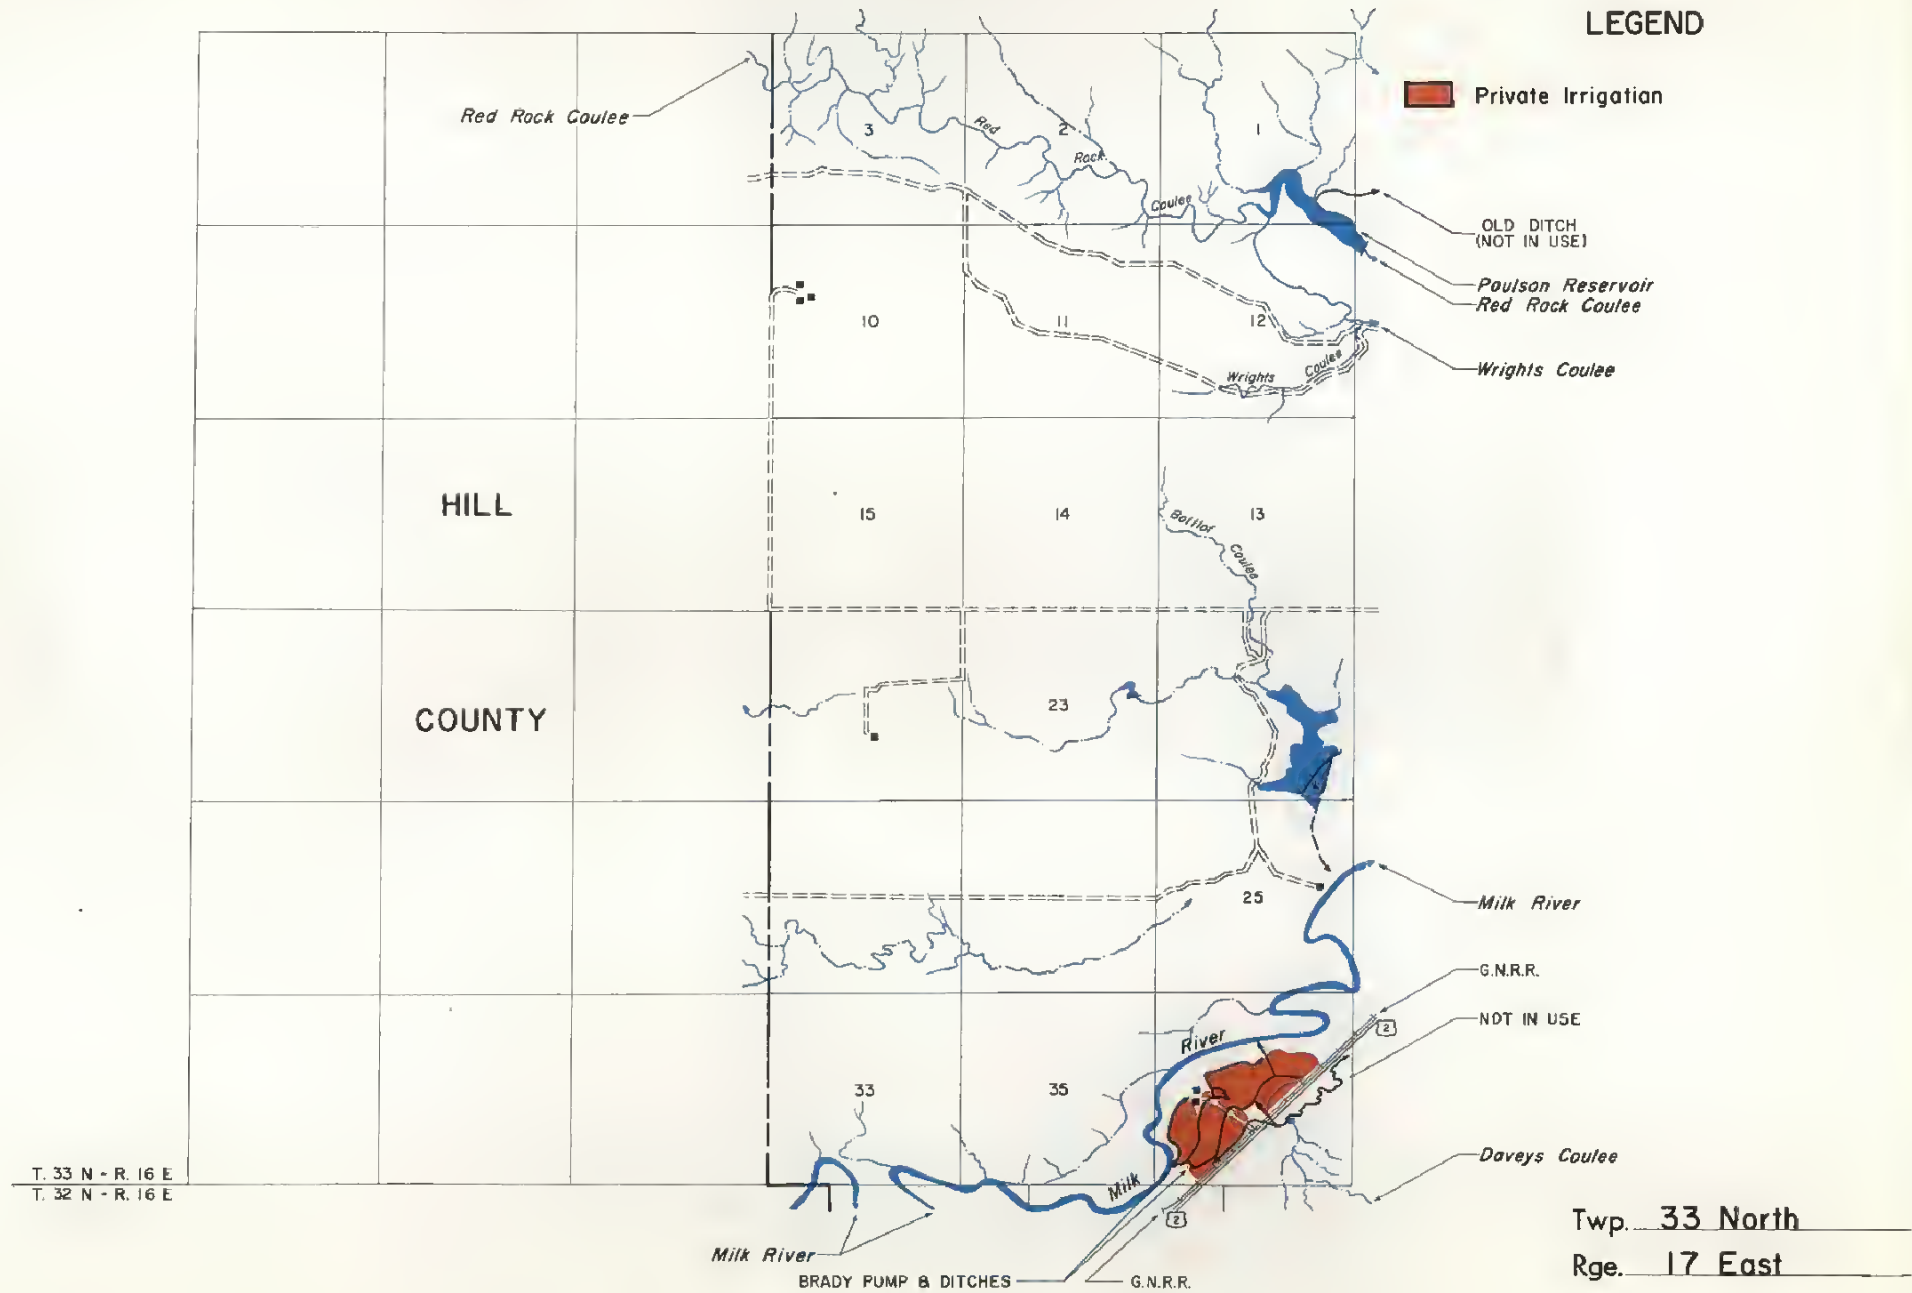 LEGEND
Private Irrigation
Red Rock Coulee
3
Red
2
Rock
1
Coulee
OLD DITCH
(NOT IN USE)
Poulson Reservoir
Red Rock Coulee
10
11
12
Wrights Coulee
Wrights
Coulee
HILL
15
14
13
Bottlof
Coulee
COUNTY
23
25
Milk River
G.N.R.R.
NOT IN USE
2
River
33
35
Milk
Daveys Coulee
T. 33 N - R. 16 E
T. 32 N - R. 16 E
2
Milk River
BRADY PUMP & DITCHES
G.N.R.R.
Twp. 33 North
Rge. 17 East